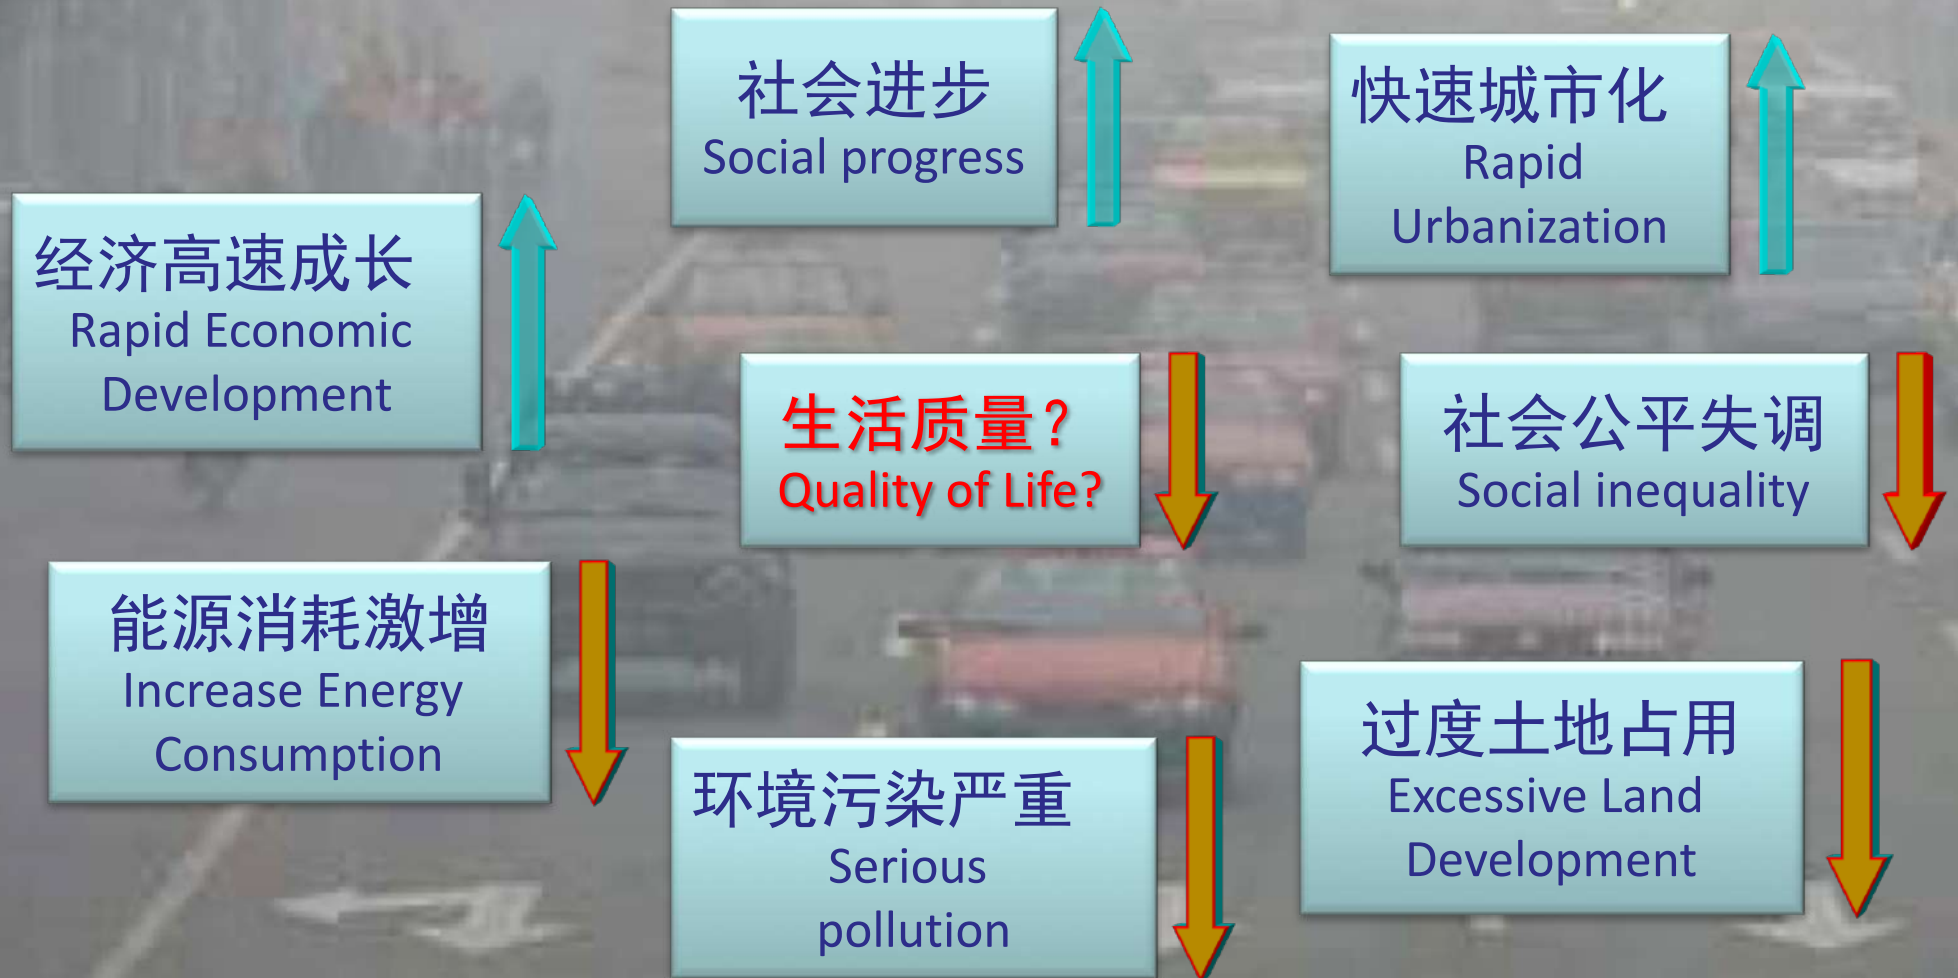 社会进步
Social progress
快速城市化
Rapid
Urbanization
经济高速成长
Rapid Economic
Development
生活质量?
Quality of Life?
社会公平失调
Social inequality
能源消耗激增
Increase Energy
Consumption
环境污染严重
Serious
pollution
过度土地占用
Excessive Land
Development